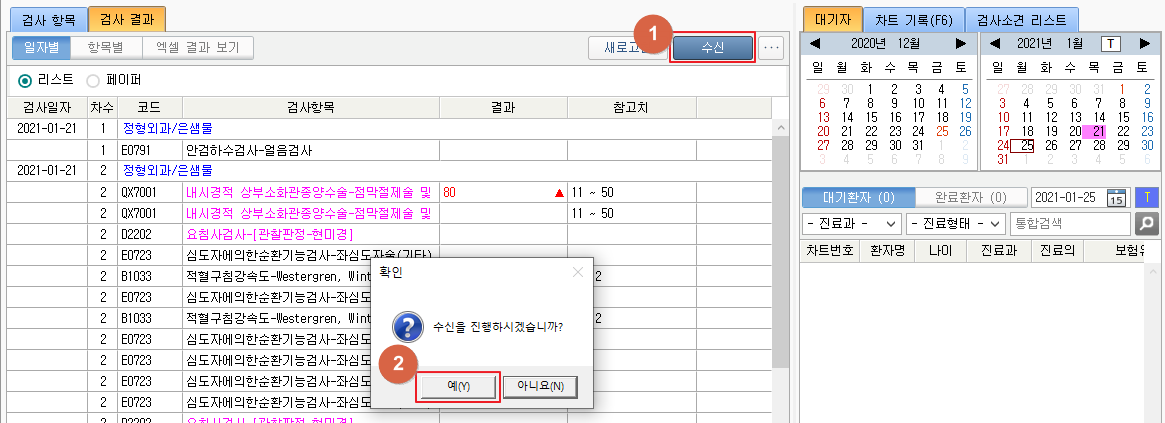 검사 항목 검사 결과
일자별 항목별 엑셀 결과 보기 새로고 1 수신 ...
리스트 페이퍼
검사일자 차수 코드 검사항목 결과 참고치
2021-01-21 1 정형외과/은샘물
1 E0791 안검하수검사-얼음검사
2021-01-21 2 정형외과/은샘물
2 QX7001 내시경적 상부소화관종양수술-점막절제술 및 80 ▲ 11 ~ 50
2 QX7001 내시경적 상부소화관종양수술-점막절제술 및 11 ~ 50
2 D2202 요침사검사-[관찰판정-현미경]
2 E0723 심도자에의한순환기능검사-좌심도자술(기타)
2 B1033 적혈구침강속도-Westergren, Wint 2
2 E0723 심도자에의한순환기능검사-좌심도
2 B1033 적혈구침강속도-Westergren, Wint 2
2 E0723 심도자에의한순환기능검사-좌심도
2 E0723 심도자에의한순환기능검사-좌심도
2 E0723 심도자에의한순환기능검사-좌심도
2 E0723 심도자에의한순환기능검사-좌심도
2 D2202 요침사검사-[관찰판정-현미경]
확인
수신을 진행하시겠습니까?
2
예(Y) 아니요(N)
대기자 차트 기록(F6) 검사소견 리스트
◀ 2020년 12월 ▶
일 월 화 수 목 금 토
29 30 1 2 3 4 5
6 7 8 9 10 11 12
13 14 15 16 17 18 19
20 21 22 23 24 25 26
27 28 29 30 31 1 2
3 4 5 6 7 8 9
◀ 2021년 1월 T ▶
일 월 화 수 목 금 토
27 28 29 30 31 1 2
3 4 5 6 7 8 9
10 11 12 13 14 15 16
17 18 19 20 21 22 23
24 25 26 27 28 29 30
31 1 2 3 4 5 6
대기환자 (0) 완료환자 (0) 2021-01-25 15 T
- 진료과 - - 진료형태 - 통합검색
차트번호 환자명 나이 진료과 진료의 보험유